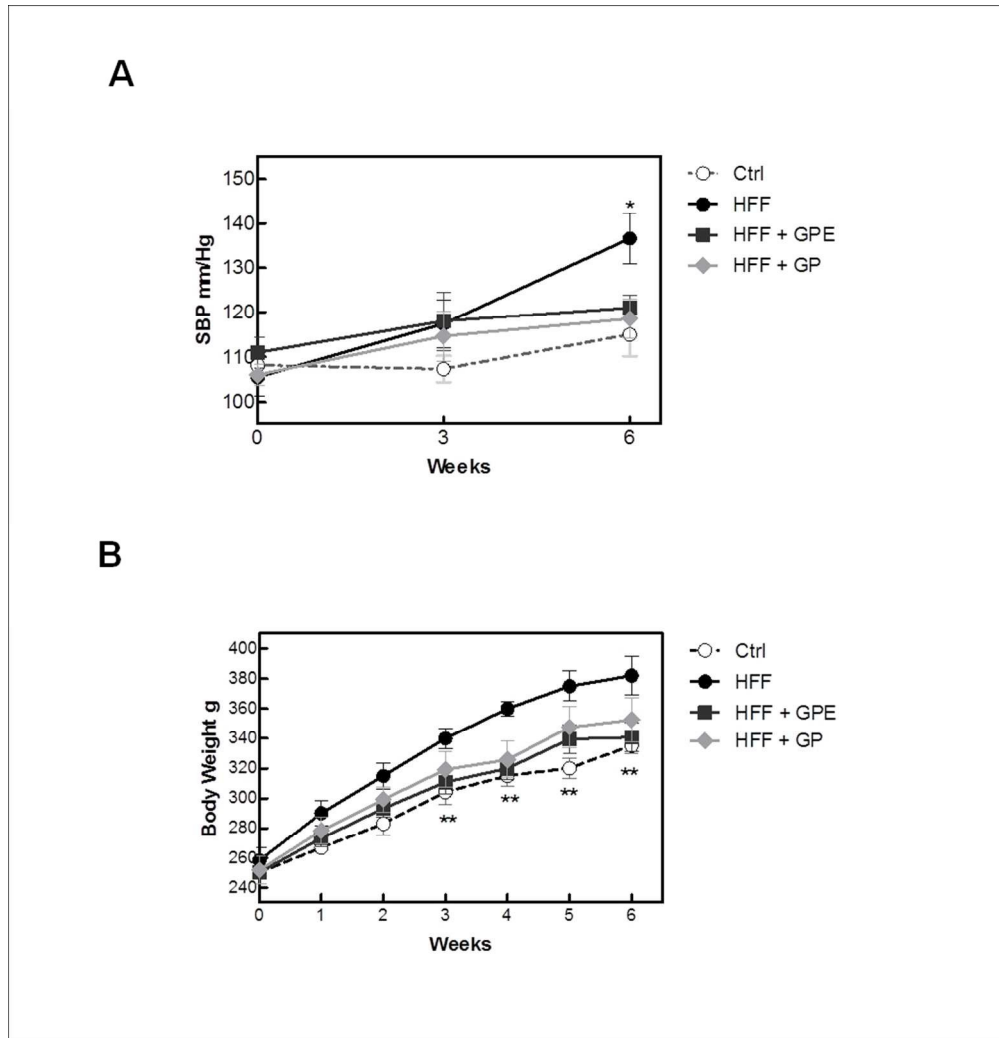 A
150
140
130
120
110
100
SBP mm/Hg
*
0 3 6
Weeks
Ctrl
HFF
HFF + GPE
HFF + GP
B
400
380
360
340
320
300
280
260
240
Body Weight g
** ** ** **
0 1 2 3 4 5 6
Weeks
Ctrl
HFF
HFF + GPE
HFF + GP